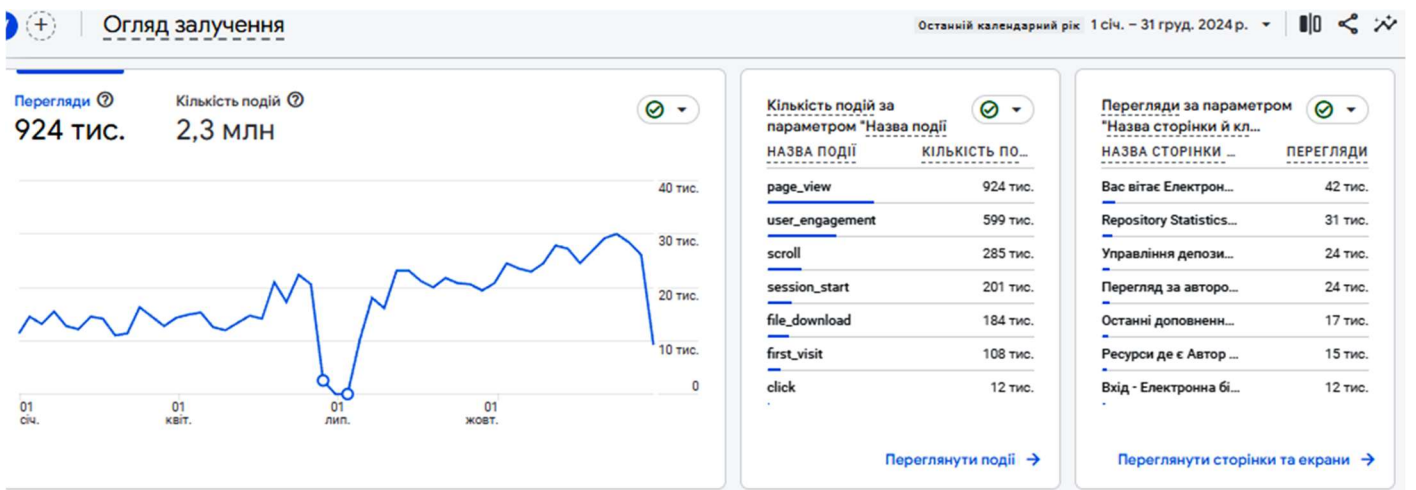 Огляд залучення
Останній календарний рік 1 січ. – 31 груд. 2024 р.
Перегляди
924 тис.
Кількість подій
2,3 млн
40 тис.
30 тис.
20 тис.
10 тис.
0
01 січ.
01 квіт.
01 лип.
01 жовт.
Кількість подій за
параметром "Назва події
НАЗВА ПОДІЇ КІЛЬКІСТЬ ПО...
page_view 924 тис.
user_engagement 599 тис.
scroll 285 тис.
session_start 201 тис.
file_download 184 тис.
first_visit 108 тис.
click 12 тис.
Переглянути події →
Перегляди за параметром
"Назва сторінки й кл...
НАЗВА СТОРІНКИ ... ПЕРЕГЛЯДИ
Вас вітає Електрон... 42 тис.
Repository Statistics... 31 тис.
Управління депози... 24 тис.
Перегляд за авторо... 24 тис.
Останні доповненн... 17 тис.
Ресурси де є Автор ... 15 тис.
Вхід - Електронна бі... 12 тис.
Переглянути сторінки та екрани →